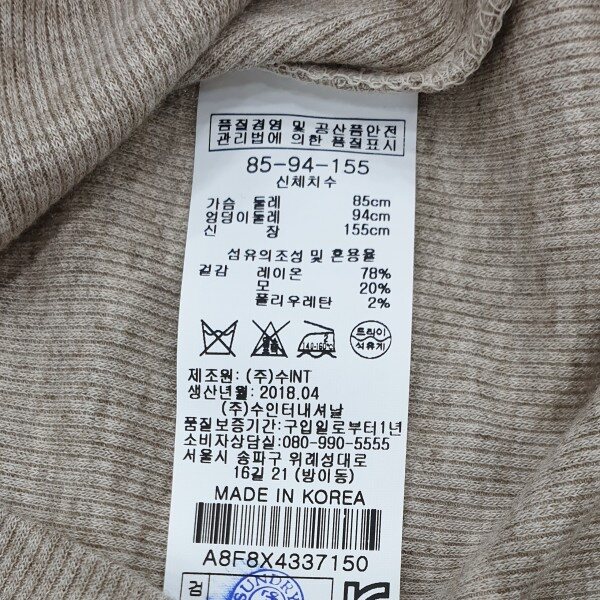 품질경영 및 공산품안전
관리법에 의한 품질표시
85-94-155
신체치수
가슴 둘레 85cm
엉덩이둘레 94cm
신 장 155cm
섬유의조성 및 혼용율
겉감 레이온 78%
모 20%
폴리우레탄 2%
140-160℃
드라이
석유계
제조원: (주)수INT
생산년월: 2018.04
(주)수인터내셔날
품질보증기간:구입일로부터1년
소비자상담실:080-990-5555
서울시 송파구 위례성대로
16길 21 (방이동)
MADE IN KOREA
A8F8X4337150
검
SUNDRY